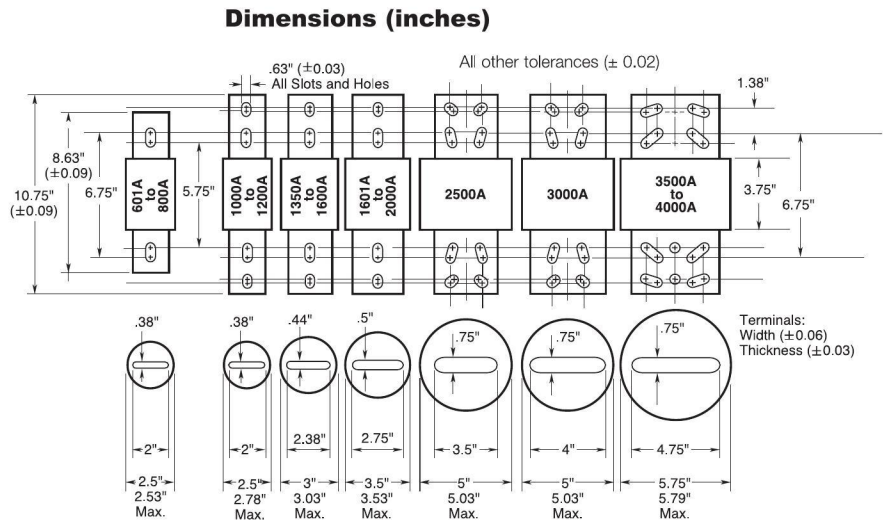 Dimensions (inches)
.63" (±0.03)
All Slots and Holes
All other tolerances (± 0.02)
1.38"
8.63"
(±0.09)
10.75"
(±0.09)
6.75"
601A
to
800A
5.75"
1000A
to
1200A
1350A
to
1600A
1601A
to
2000A
2500A
3000A
3500A
to
4000A
3.75"
6.75"
.38"
.38"
.44"
.5"
.75"
.75"
.75"
Terminals:
Width (±0.06)
Thickness (±0.03)
2"
2"
2.38"
2.75"
3.5"
4"
4.75"
2.5"
2.53"
Max.
2.5"
2.78"
Max.
3"
3.03"
Max.
3.5"
3.53"
Max.
5"
5.03"
Max.
5"
5.03"
Max.
5.75"
5.79"
Max.